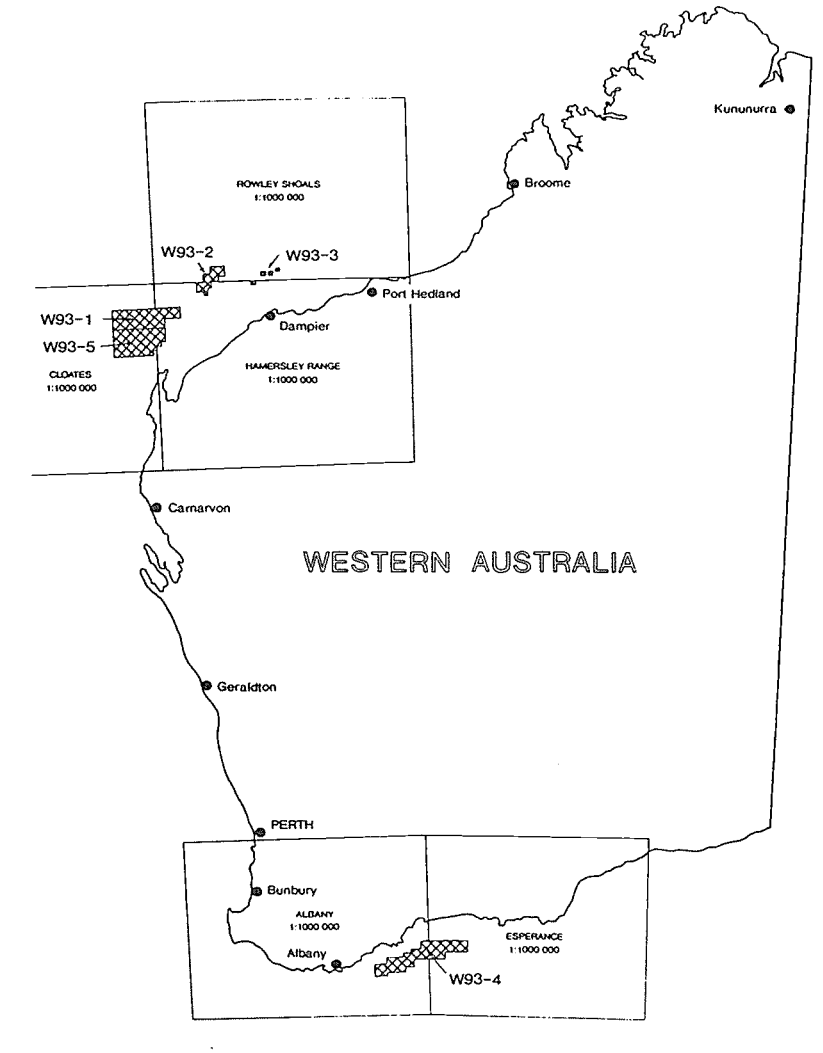 Kununurra
Broome
ROWLEY SHOALS
1:1000 000
W93-2
W93-3
Port Hedland
W93-1
Dampier
W93-5
CLOATES
1:1000 000
HAMERSLEY RANGE
1:1000 000
Carnarvon
WESTERN AUSTRALIA
Geraldton
PERTH
Bunbury
ALBANY
1:1000 000
ESPERANCE
1:1000 000
Albany
W93-4